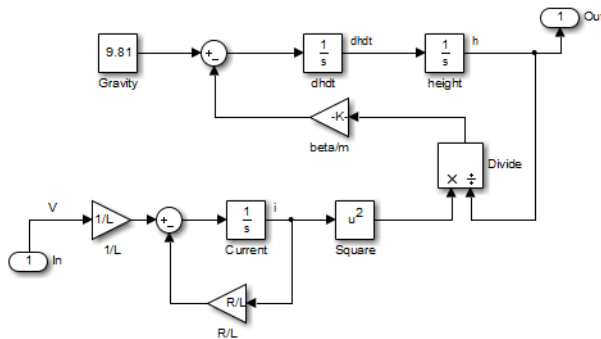 1
Out
9.81
Gravity
+
−
1
s
dhdt
dhdt
1
s
height
h
-K-
beta/m
× ÷
Divide
V
1
In
1/L
1/L
+
−
1
s
Current
i
u²
Square
R/L
R/L